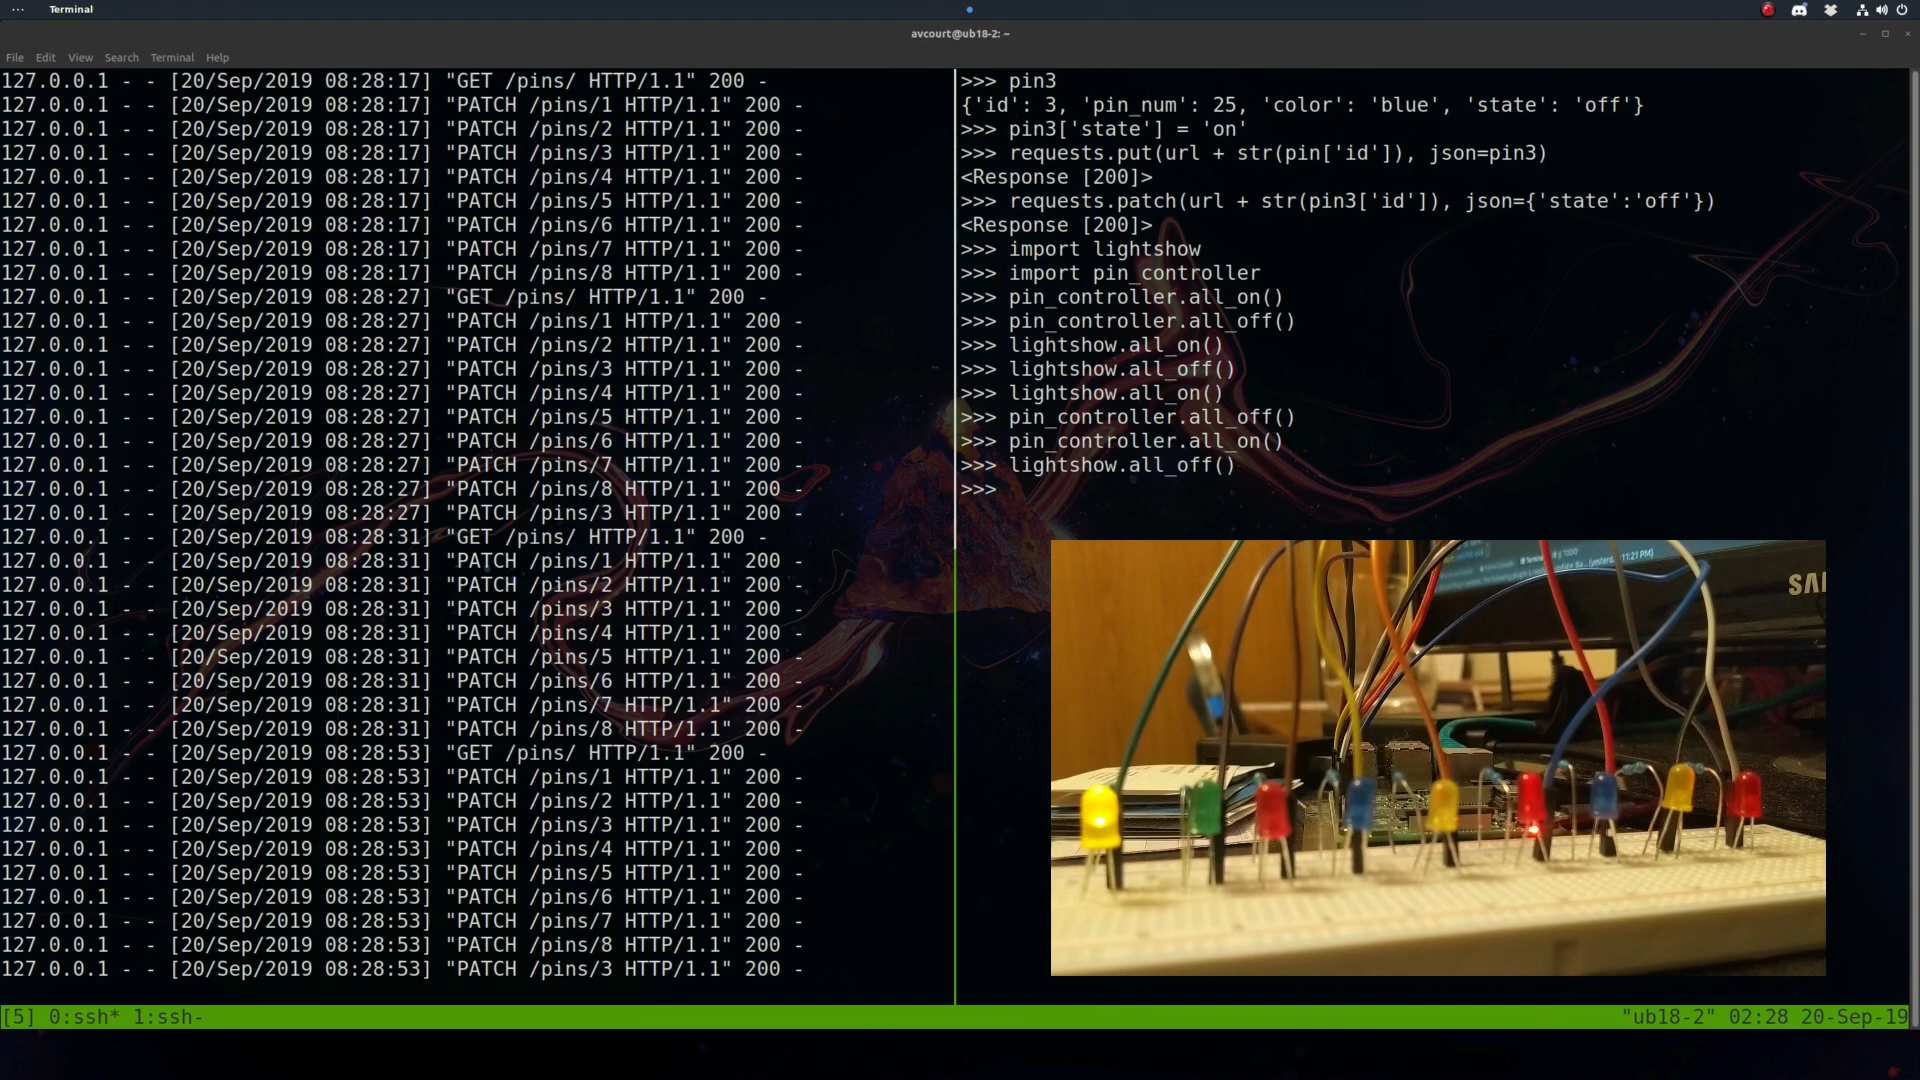 Terminal
avcourt@ub18-2: ~
File Edit View Search Terminal Help
127.0.0.1 - - [20/Sep/2019 08:28:17] "GET /pins/ HTTP/1.1" 200 -
127.0.0.1 - - [20/Sep/2019 08:28:17] "PATCH /pins/1 HTTP/1.1" 200 -
127.0.0.1 - - [20/Sep/2019 08:28:17] "PATCH /pins/2 HTTP/1.1" 200 -
127.0.0.1 - - [20/Sep/2019 08:28:17] "PATCH /pins/3 HTTP/1.1" 200 -
127.0.0.1 - - [20/Sep/2019 08:28:17] "PATCH /pins/4 HTTP/1.1" 200 -
127.0.0.1 - - [20/Sep/2019 08:28:17] "PATCH /pins/5 HTTP/1.1" 200 -
127.0.0.1 - - [20/Sep/2019 08:28:17] "PATCH /pins/6 HTTP/1.1" 200 -
127.0.0.1 - - [20/Sep/2019 08:28:17] "PATCH /pins/7 HTTP/1.1" 200 -
127.0.0.1 - - [20/Sep/2019 08:28:17] "PATCH /pins/8 HTTP/1.1" 200 -
127.0.0.1 - - [20/Sep/2019 08:28:27] "GET /pins/ HTTP/1.1" 200 -
127.0.0.1 - - [20/Sep/2019 08:28:27] "PATCH /pins/1 HTTP/1.1" 200 -
127.0.0.1 - - [20/Sep/2019 08:28:27] "PATCH /pins/2 HTTP/1.1" 200 -
127.0.0.1 - - [20/Sep/2019 08:28:27] "PATCH /pins/3 HTTP/1.1" 200 -
127.0.0.1 - - [20/Sep/2019 08:28:27] "PATCH /pins/4 HTTP/1.1" 200 -
127.0.0.1 - - [20/Sep/2019 08:28:27] "PATCH /pins/5 HTTP/1.1" 200 -
127.0.0.1 - - [20/Sep/2019 08:28:27] "PATCH /pins/6 HTTP/1.1" 200 -
127.0.0.1 - - [20/Sep/2019 08:28:27] "PATCH /pins/7 HTTP/1.1" 200 -
127.0.0.1 - - [20/Sep/2019 08:28:27] "PATCH /pins/8 HTTP/1.1" 200 -
127.0.0.1 - - [20/Sep/2019 08:28:27] "PATCH /pins/3 HTTP/1.1" 200 -
127.0.0.1 - - [20/Sep/2019 08:28:31] "GET /pins/ HTTP/1.1" 200 -
127.0.0.1 - - [20/Sep/2019 08:28:31] "PATCH /pins/1 HTTP/1.1" 200 -
127.0.0.1 - - [20/Sep/2019 08:28:31] "PATCH /pins/2 HTTP/1.1" 200 -
127.0.0.1 - - [20/Sep/2019 08:28:31] "PATCH /pins/3 HTTP/1.1" 200 -
127.0.0.1 - - [20/Sep/2019 08:28:31] "PATCH /pins/4 HTTP/1.1" 200 -
127.0.0.1 - - [20/Sep/2019 08:28:31] "PATCH /pins/5 HTTP/1.1" 200 -
127.0.0.1 - - [20/Sep/2019 08:28:31] "PATCH /pins/6 HTTP/1.1" 200 -
127.0.0.1 - - [20/Sep/2019 08:28:31] "PATCH /pins/7 HTTP/1.1" 200 -
127.0.0.1 - - [20/Sep/2019 08:28:31] "PATCH /pins/8 HTTP/1.1" 200 -
127.0.0.1 - - [20/Sep/2019 08:28:53] "GET /pins/ HTTP/1.1" 200 -
127.0.0.1 - - [20/Sep/2019 08:28:53] "PATCH /pins/1 HTTP/1.1" 200 -
127.0.0.1 - - [20/Sep/2019 08:28:53] "PATCH /pins/2 HTTP/1.1" 200 -
127.0.0.1 - - [20/Sep/2019 08:28:53] "PATCH /pins/3 HTTP/1.1" 200 -
127.0.0.1 - - [20/Sep/2019 08:28:53] "PATCH /pins/4 HTTP/1.1" 200 -
127.0.0.1 - - [20/Sep/2019 08:28:53] "PATCH /pins/5 HTTP/1.1" 200 -
127.0.0.1 - - [20/Sep/2019 08:28:53] "PATCH /pins/6 HTTP/1.1" 200 -
127.0.0.1 - - [20/Sep/2019 08:28:53] "PATCH /pins/7 HTTP/1.1" 200 -
127.0.0.1 - - [20/Sep/2019 08:28:53] "PATCH /pins/8 HTTP/1.1" 200 -
127.0.0.1 - - [20/Sep/2019 08:28:53] "PATCH /pins/3 HTTP/1.1" 200 -
>>> pin3
{'id': 3, 'pin_num': 25, 'color': 'blue', 'state': 'off'}
>>> pin3['state'] = 'on'
>>> requests.put(url + str(pin['id']), json=pin3)
<Response [200]>
>>> requests.patch(url + str(pin3['id']), json={'state':'off'})
<Response [200]>
>>> import lightshow
>>> import pin_controller
>>> pin_controller.all_on()
>>> pin_controller.all_off()
>>> lightshow.all_on()
>>> lightshow.all_off()
>>> lightshow.all_on()
>>> pin_controller.all_off()
>>> pin_controller.all_on()
>>> lightshow.all_off()
>>>
11:21 PM)
SA
[5] 0:ssh* 1:ssh-
"ub18-2" 02:28 20-Sep-19